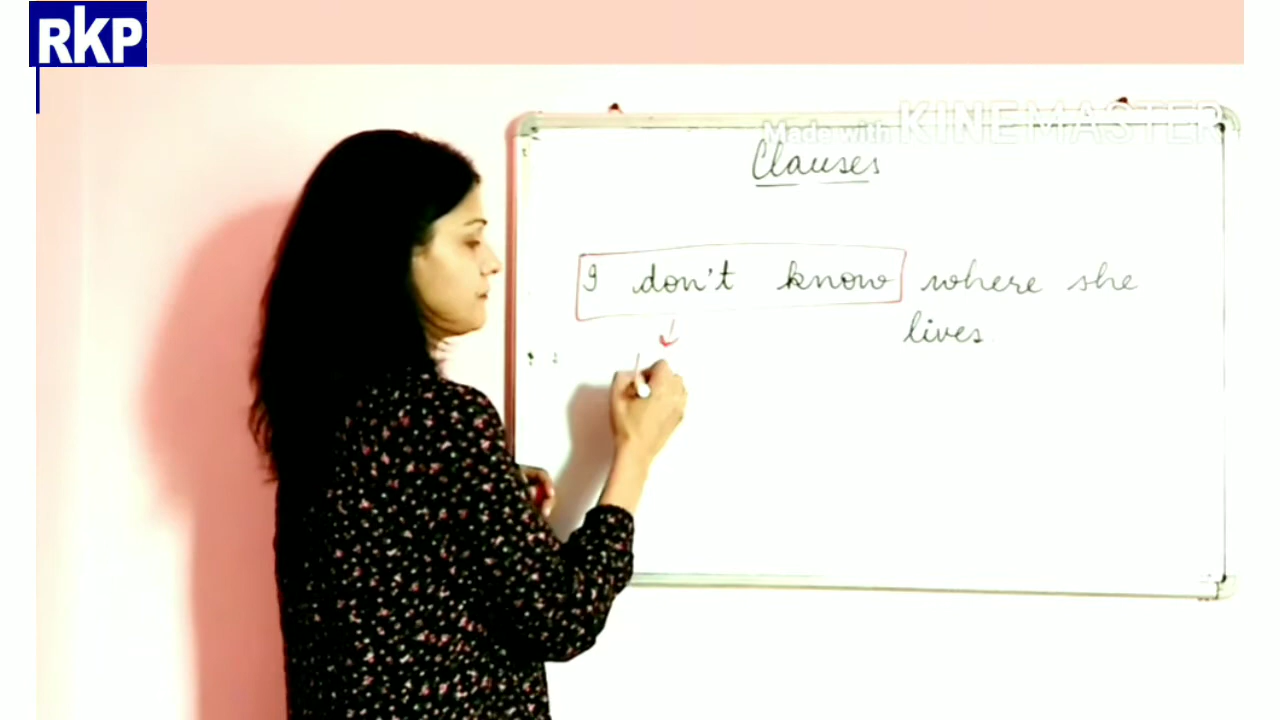 RKP
Made with KINEMASTER
Clauses
I don't know where she
lives.